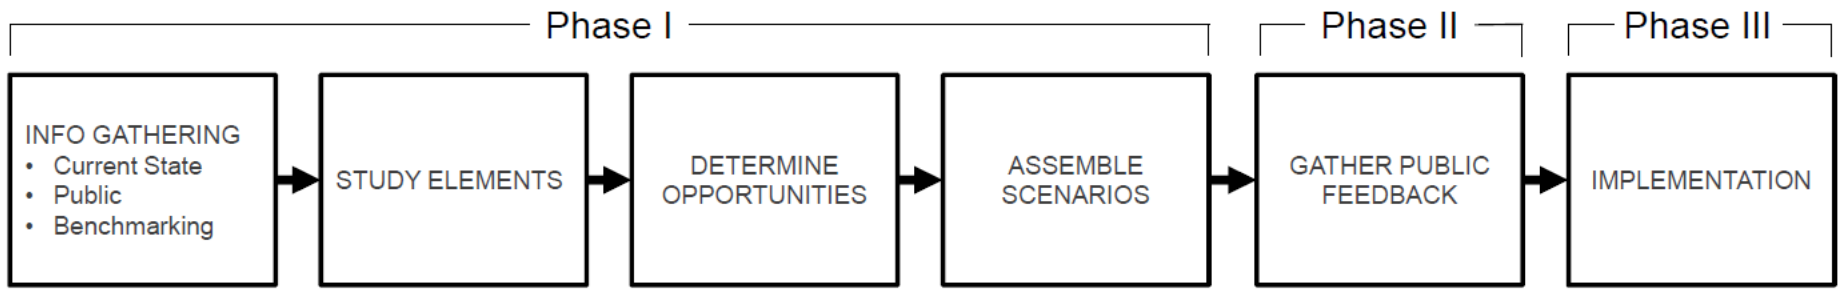 Phase I
Phase II
Phase III
INFO GATHERING
• Current State
• Public
• Benchmarking
STUDY ELEMENTS
DETERMINE
OPPORTUNITIES
ASSEMBLE
SCENARIOS
GATHER PUBLIC
FEEDBACK
IMPLEMENTATION